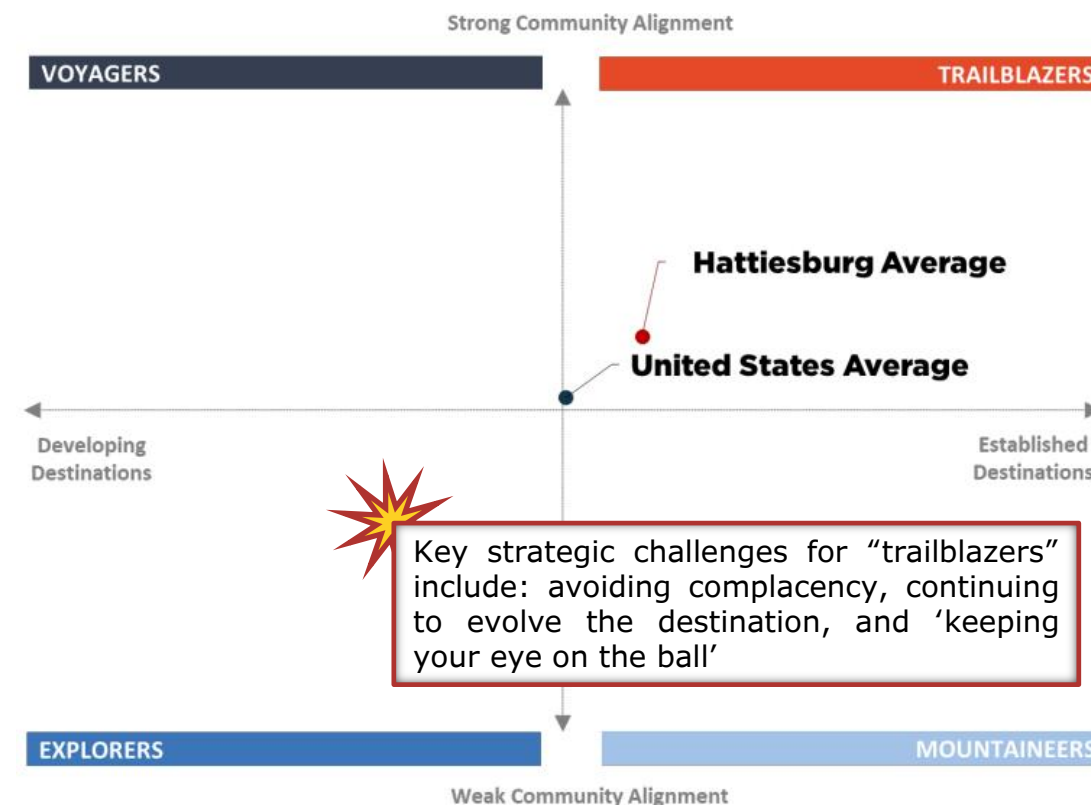 Strong Community Alignment
VOYAGERS
TRAILBLAZERS
Hattiesburg Average
United States Average
Developing
Destinations
Established
Destinations
Key strategic challenges for “trailblazers”
include: avoiding complacency, continuing
to evolve the destination, and ‘keeping
your eye on the ball’
EXPLORERS
MOUNTAINEERS
Weak Community Alignment